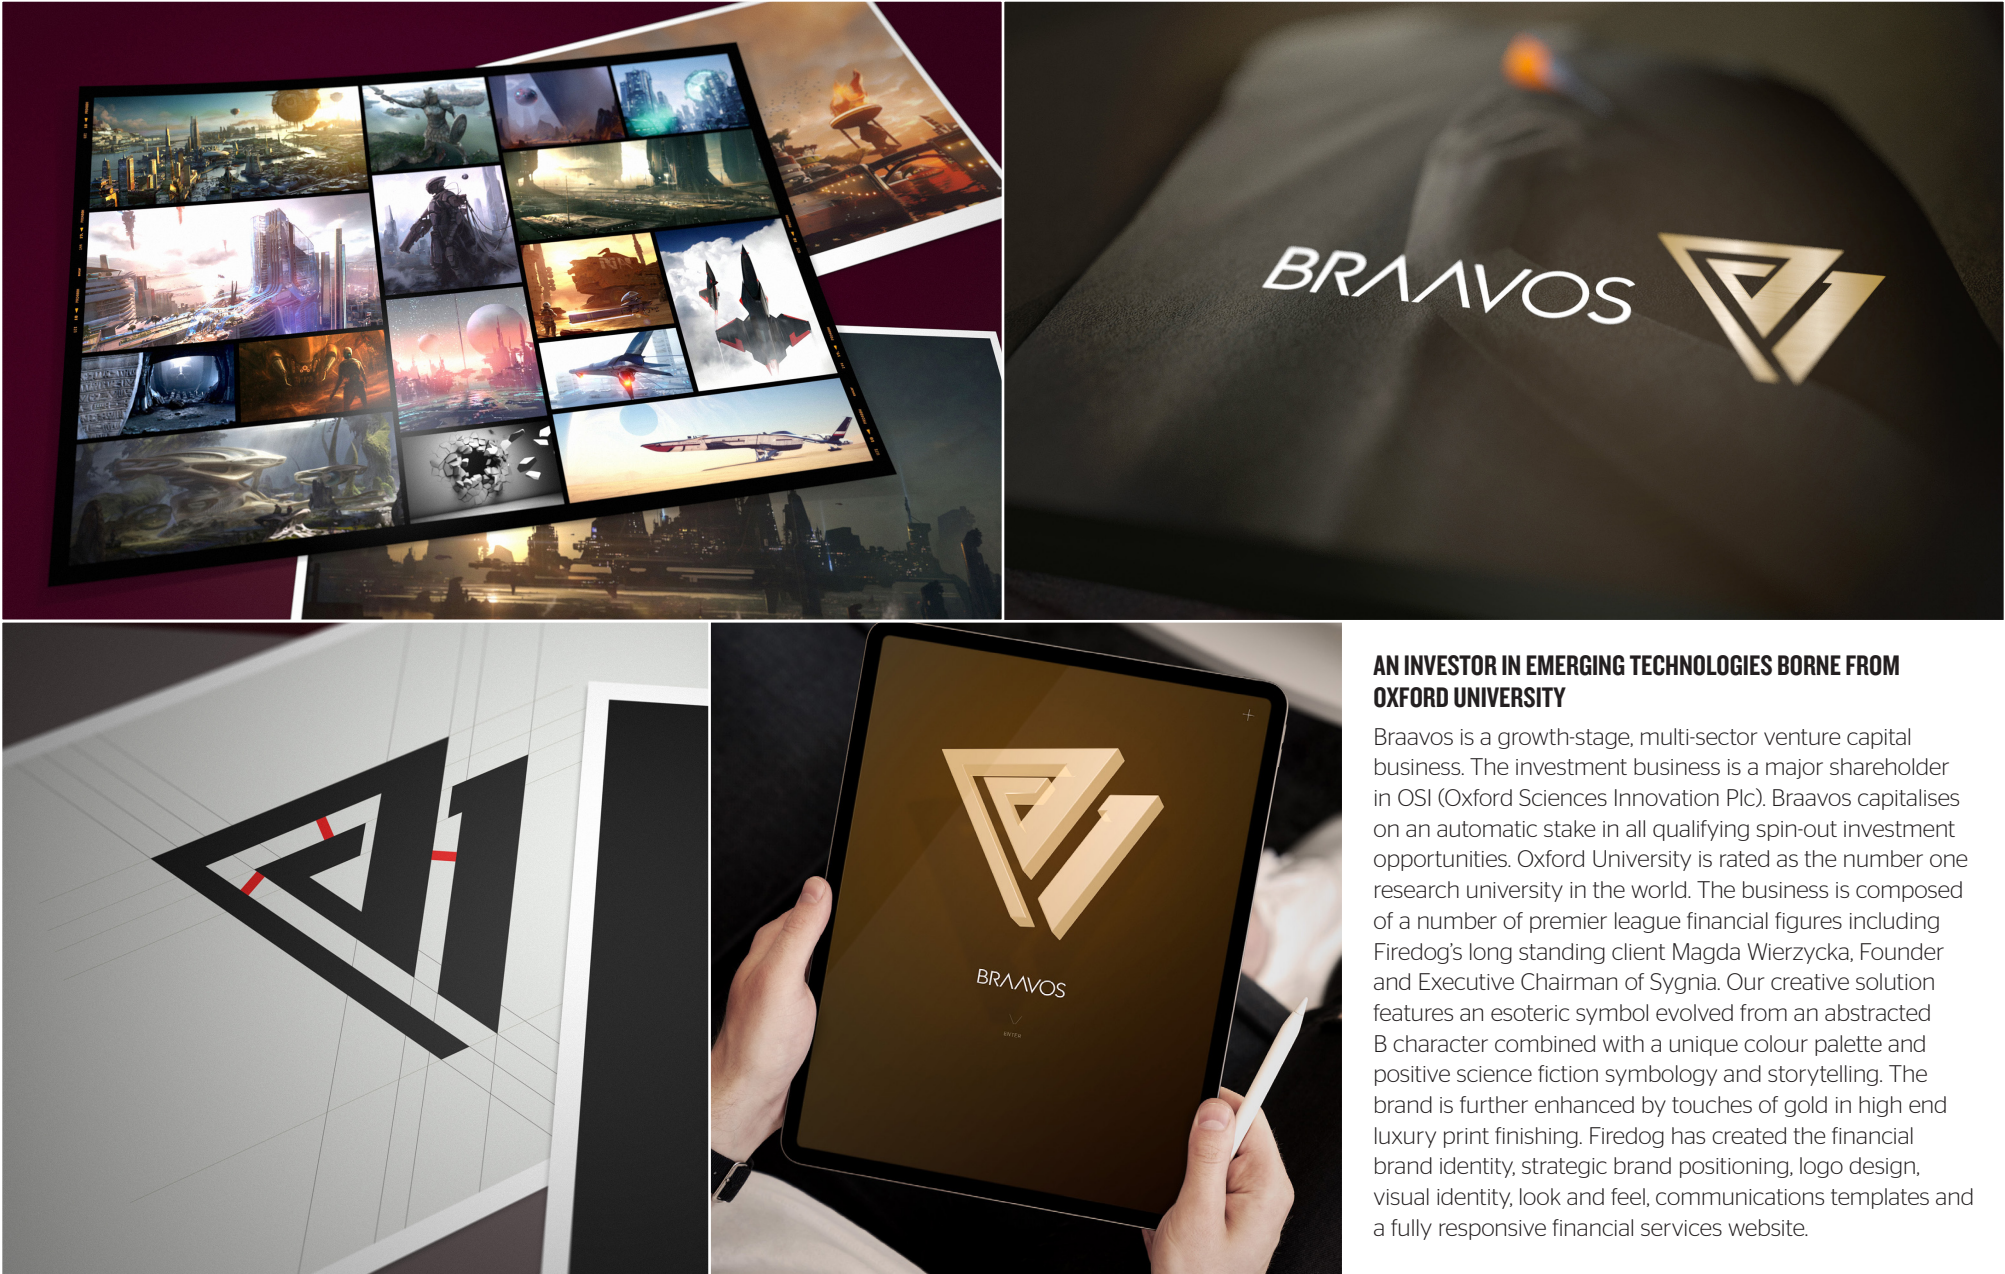 BRAAVOS
BRAAVOS
ENTER
AN INVESTOR IN EMERGING TECHNOLOGIES BORNE FROM
OXFORD UNIVERSITY
Braavos is a growth-stage, multi-sector venture capital
business. The investment business is a major shareholder
in OSI (Oxford Sciences Innovation Plc). Braavos capitalises
on an automatic stake in all qualifying spin-out investment
opportunities. Oxford University is rated as the number one
research university in the world. The business is composed
of a number of premier league financial figures including
Firedog's long standing client Magda Wierzycka, Founder
and Executive Chairman of Sygnia. Our creative solution
features an esoteric symbol evolved from an abstracted
B character combined with a unique colour palette and
positive science fiction symbology and storytelling. The
brand is further enhanced by touches of gold in high end
luxury print finishing. Firedog has created the financial
brand identity, strategic brand positioning, logo design,
visual identity, look and feel, communications templates and
a fully responsive financial services website.